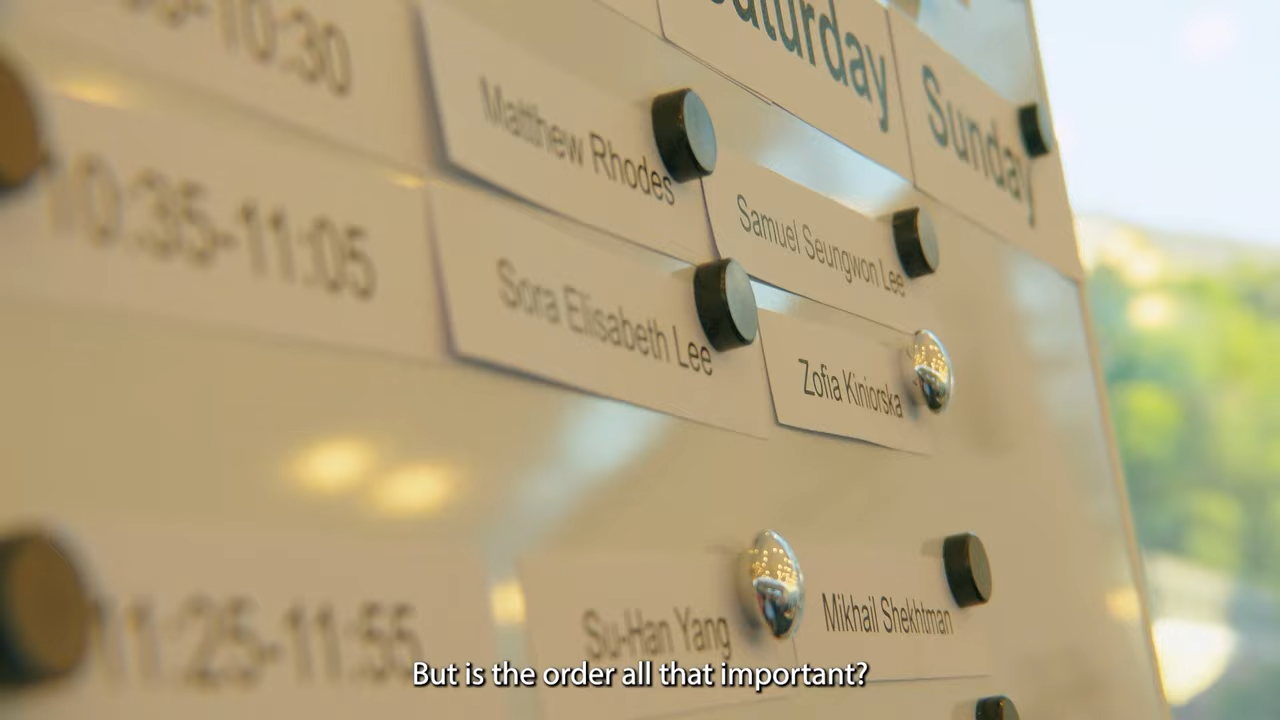 Saturday
Sunday
10:30
Matthew Rhodes
Samuel Seungwon Lee
10:35-11:05
Sora Elisabeth Lee
Zofia Kiniorska
11:25-11:55
Su-Han Yang
Mikhail Shekhtman
But is the order all that important?